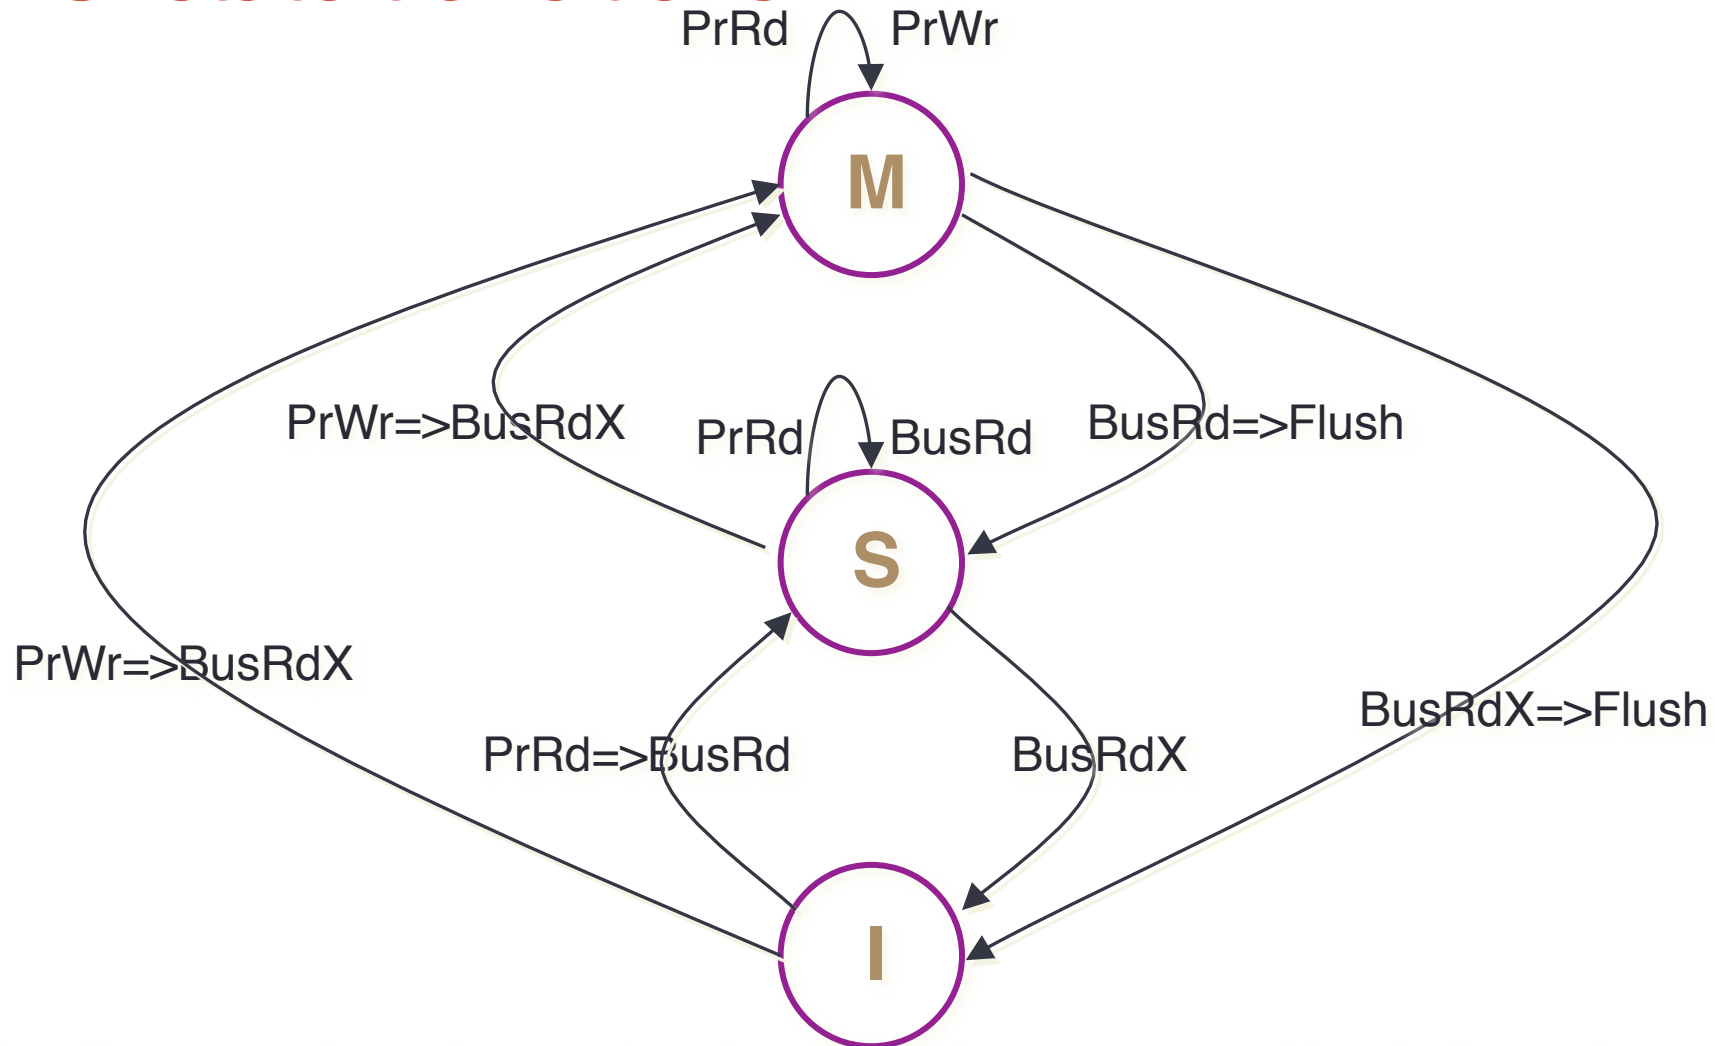 PrRd PrWr
M
PrWr=>BusRdX
PrRd BusRd
BusRd=>Flush
S
PrWr=>BusRdX
BusRdX=>Flush
PrRd=>BusRd
BusRdX
I